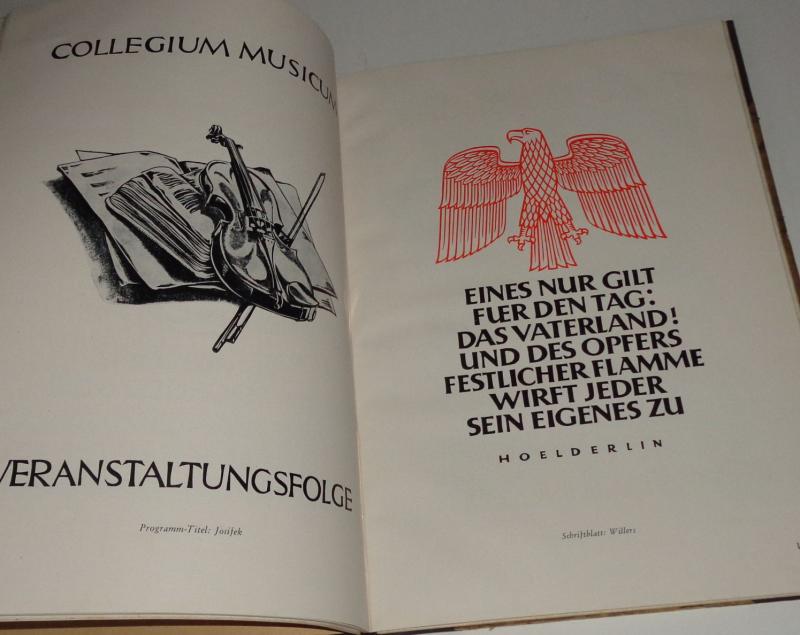 COLLEGIUM MUSICUM
VERANSTALTUNGSFOLGE
Programm-Titel: Josifek
EINES NUR GILT
FUER DEN TAG:
DAS VATERLAND!
UND DES OPFERS
FESTLICHER FLAMME
WIRFT JEDER
SEIN EIGENES ZU
HOELDERLIN
Schriftblatt: Willers